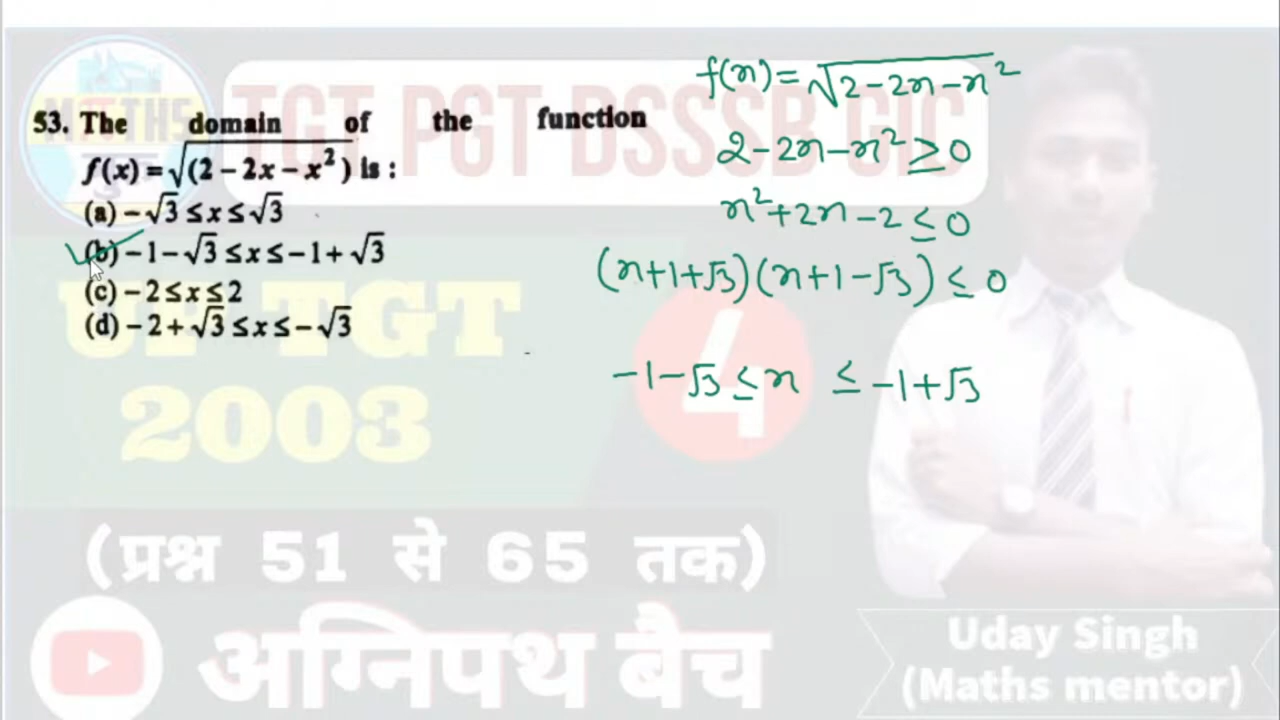 MATHS
TGT PGT DSSSB GIC
53. The domain of the function
f(x) = √(2 − 2x − x²) is :
(a) − √3 ≤ x ≤ √3
(b) − 1 − √3 ≤ x ≤ − 1 + √3
(c) − 2 ≤ x ≤ 2
(d) − 2 + √3 ≤ x ≤ − √3
f(x) = √2 − 2x − x²
2 − 2x − x² ≥ 0
x² + 2x − 2 ≤ 0
(x + 1 + √3)(x + 1 − √3) ≤ 0
−1 − √3 ≤ x ≤ −1 + √3
UP TGT
2003
4
(प्रश्न 51 से 65 तक)
अग्निपथ बैच
Uday Singh
(Maths mentor)